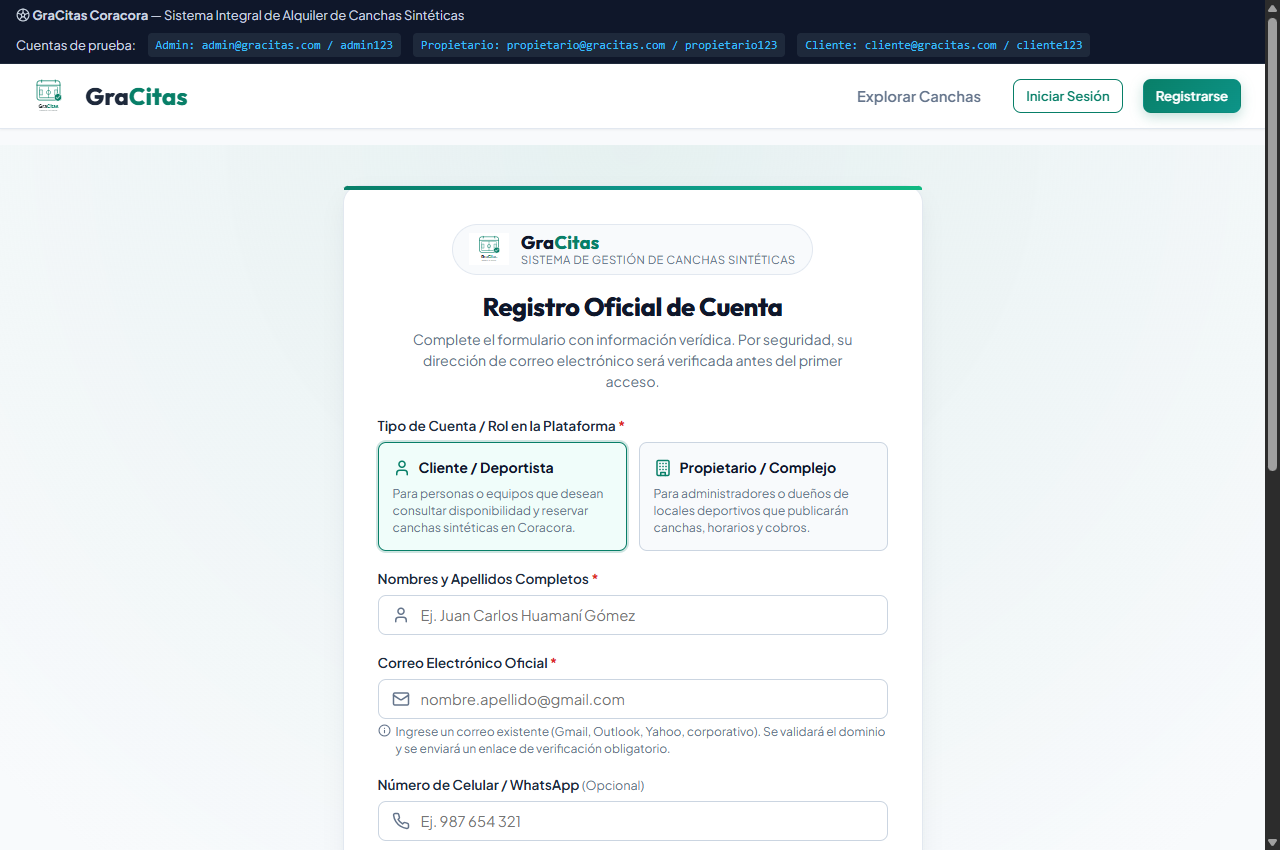 GraCitas Coracora — Sistema Integral de Alquiler de Canchas Sintéticas
Cuentas de prueba: Admin: admin@gracitas.com / admin123 Propietario: propietario@gracitas.com / propietario123 Cliente: cliente@gracitas.com / cliente123
GraCitas Explorar Canchas Iniciar Sesión Registrarse
GraCitas
SISTEMA DE GESTIÓN DE CANCHAS SINTÉTICAS
Registro Oficial de Cuenta
Complete el formulario con información verídica. Por seguridad, su
dirección de correo electrónico será verificada antes del primer
acceso.
Tipo de Cuenta / Rol en la Plataforma *
Cliente / Deportista
Para personas o equipos que desean
consultar disponibilidad y reservar
canchas sintéticas en Coracora.
Propietario / Complejo
Para administradores o dueños de
locales deportivos que publicarán
canchas, horarios y cobros.
Nombres y Apellidos Completos *
Ej. Juan Carlos Huamaní Gómez
Correo Electrónico Oficial *
nombre.apellido@gmail.com
Ingrese un correo existente (Gmail, Outlook, Yahoo, corporativo). Se validará el dominio
y se enviará un enlace de verificación obligatorio.
Número de Celular / WhatsApp (Opcional)
Ej. 987 654 321